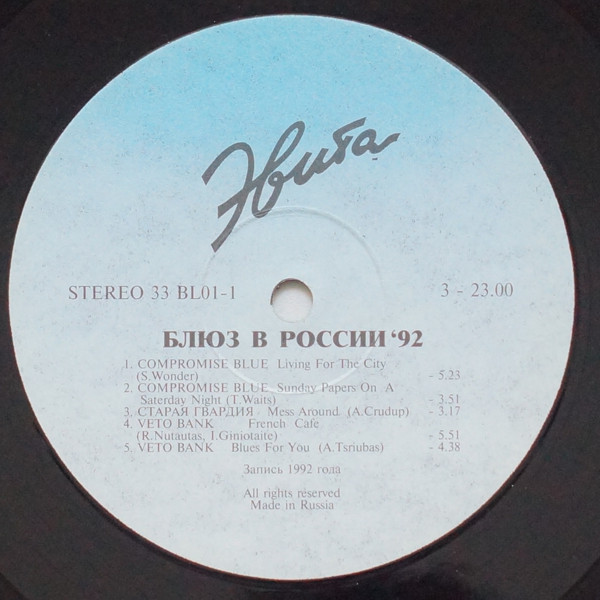 Эвита
STEREO 33 BL01-1
3 - 23.00
БЛЮЗ В РОССИИ '92
1. COMPROMISE BLUE Living For The City
(S.Wonder) - 5.23
2. COMPROMISE BLUE Sunday Papers On A
Saterday Night (T.Waits) - 3.51
3. СТАРАЯ ГВАРДИЯ Mess Around (A.Crudup) - 3.17
4. VETO BANK French Cafe
(R.Nutautas, I.Giniotaite) - 5.51
5. VETO BANK Blues For You (A.Tsriubas) - 4.38
Запись 1992 года
All rights reserved
Made in Russia